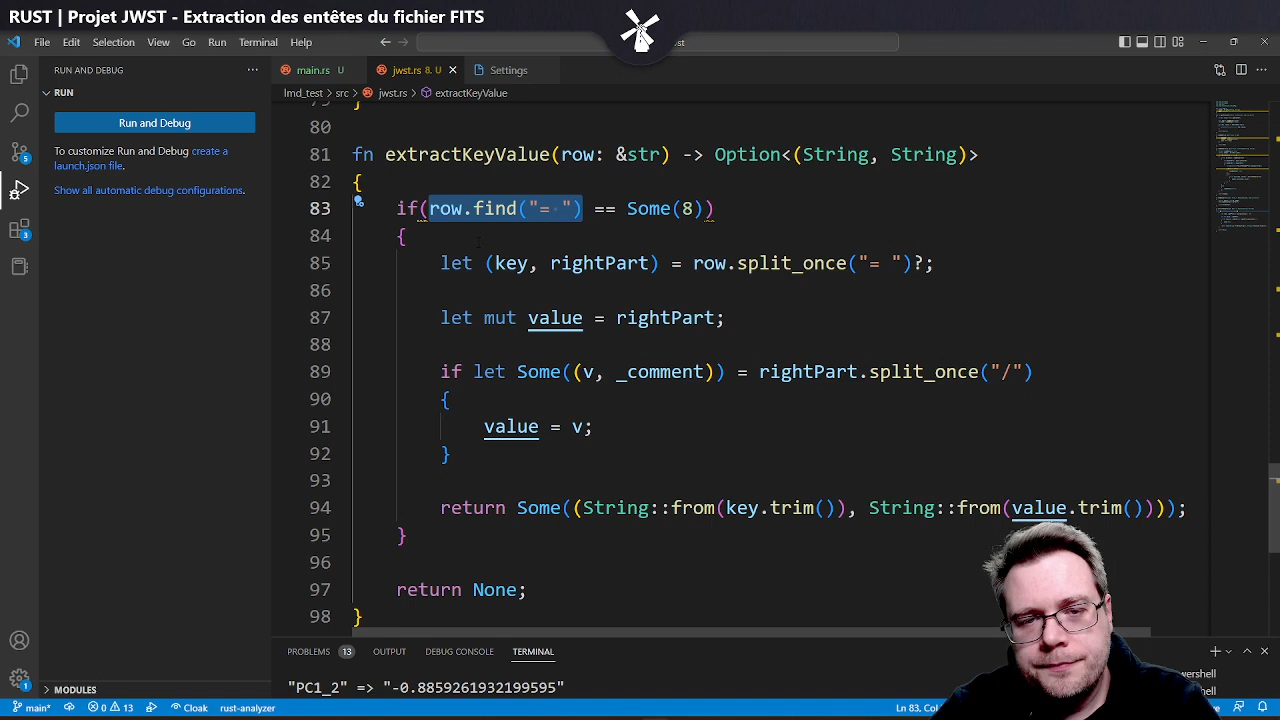 RUST | Projet JWST - Extraction des entêtes du fichier FITS
File Edit Selection View Go Run Terminal Help
st
RUN AND DEBUG
main.rs U
jwst.rs 8, U
Settings
RUN
lmd_test > src > jwst.rs > extractKeyValue
Run and Debug
To customize Run and Debug create a
launch.json file.
Show all automatic debug configurations.
80
81 fn extractKeyValue(row: &str) -> Option<(String, String)>
82 {
83 if(row.find("= ") == Some(8))
84 {
85 let (key, rightPart) = row.split_once("= ")?;
86
87 let mut value = rightPart;
88
89 if let Some((v, _comment)) = rightPart.split_once("/")
90 {
91 value = v;
92 }
93
94 return Some((String::from(key.trim()), String::from(value.trim())));
95 }
96
97 return None;
98 }
PROBLEMS 13 OUTPUT DEBUG CONSOLE TERMINAL
"PC1_2" => "-0.8859261932199595"
MODULES
main* 0 13 Cloak rust-analyzer
Ln 83,